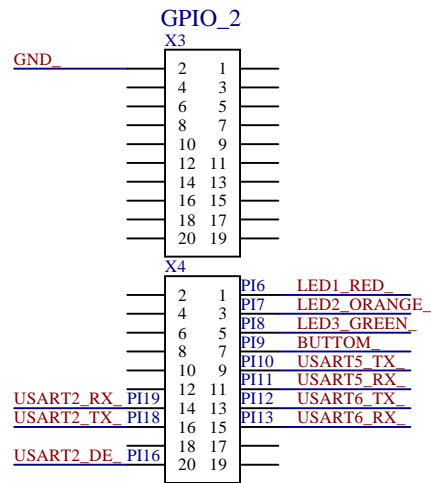 GPIO_2
X3
GND_ 2 1
4 3
6 5
8 7
10 9
12 11
14 13
16 15
18 17
20 19
X4
2 1 PI6 LED1_RED_
4 3 PI7 LED2_ORANGE_
6 5 PI8 LED3_GREEN_
8 7 PI9 BUTTOM_
10 9 PI10 USART5_TX_
12 11 PI11 USART5_RX_
USART2_RX_ PI19 14 13 PI12 USART6_TX_
USART2_TX_ PI18 16 15 PI13 USART6_RX_
18 17
USART2_DE_ PI16 20 19